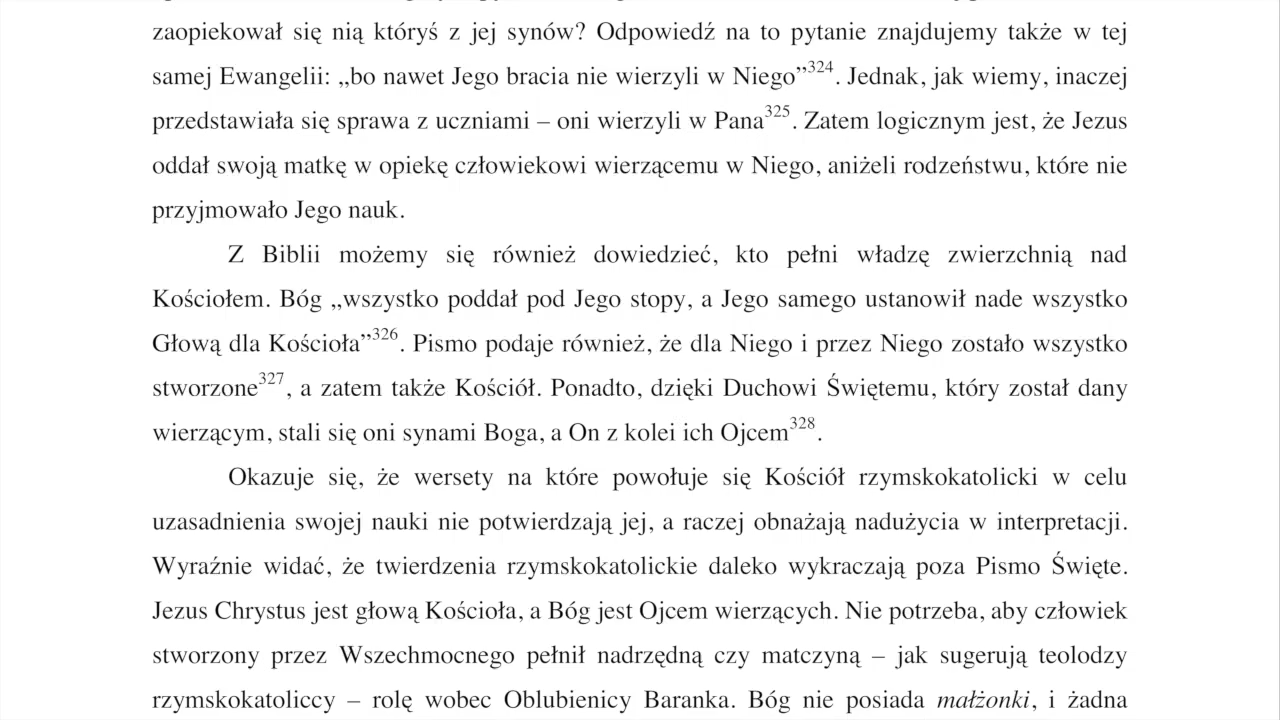 zaopiekował się nią któryś z jej synów? Odpowiedź na to pytanie znajdujemy także w tej
samej Ewangelii: „bo nawet Jego bracia nie wierzyli w Niego”324. Jednak, jak wiemy, inaczej
przedstawiała się sprawa z uczniami – oni wierzyli w Pana325. Zatem logicznym jest, że Jezus
oddał swoją matkę w opiekę człowiekowi wierzącemu w Niego, aniżeli rodzeństwu, które nie
przyjmowało Jego nauk.
Z Biblii możemy się również dowiedzieć, kto pełni władzę zwierzchnią nad
Kościołem. Bóg „wszystko poddał pod Jego stopy, a Jego samego ustanowił nade wszystko
Głową dla Kościoła”326. Pismo podaje również, że dla Niego i przez Niego zostało wszystko
stworzone327, a zatem także Kościół. Ponadto, dzięki Duchowi Świętemu, który został dany
wierzącym, stali się oni synami Boga, a On z kolei ich Ojcem328.
Okazuje się, że wersety na które powołuje się Kościół rzymskokatolicki w celu
uzasadnienia swojej nauki nie potwierdzają jej, a raczej obnażają nadużycia w interpretacji.
Wyraźnie widać, że twierdzenia rzymskokatolickie daleko wykraczają poza Pismo Święte.
Jezus Chrystus jest głową Kościoła, a Bóg jest Ojcem wierzących. Nie potrzeba, aby człowiek
stworzony przez Wszechmocnego pełnił nadrzędną czy matczyną – jak sugerują teolodzy
rzymskokatoliccy – rolę wobec Oblubienicy Baranka. Bóg nie posiada małżonki, i żadna